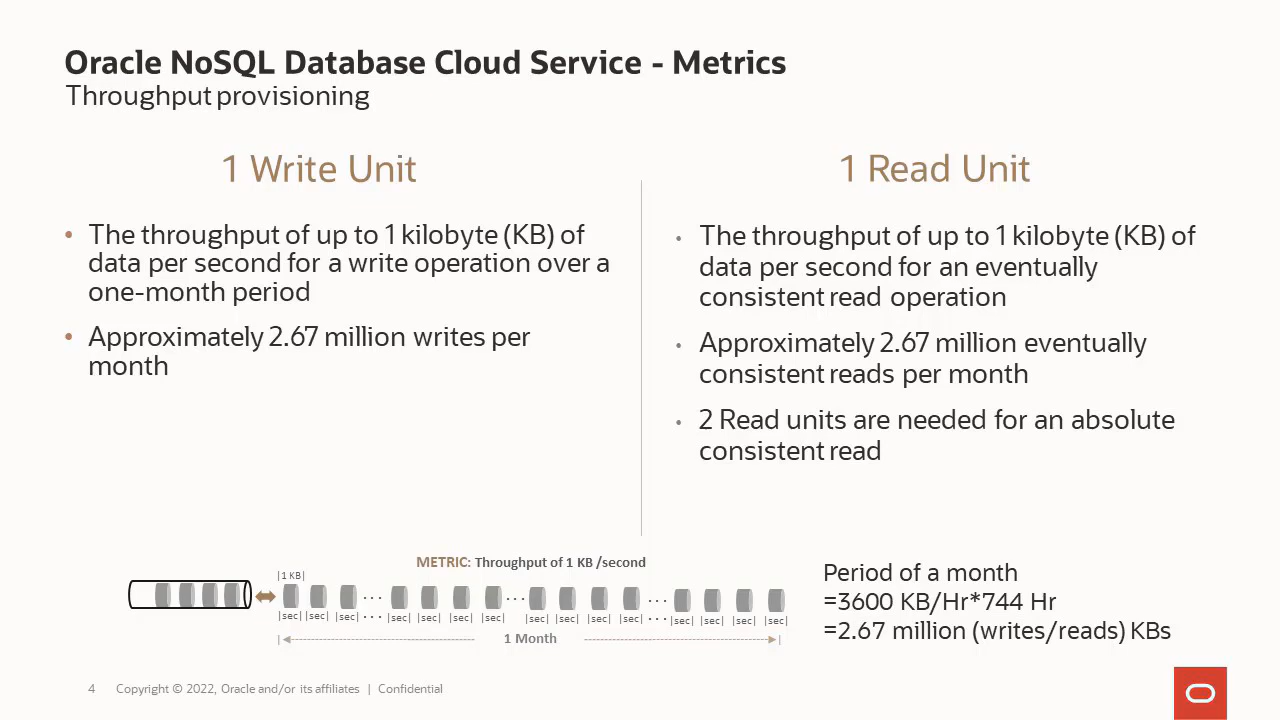 Oracle NoSQL Database Cloud Service - Metrics
Throughput provisioning
1 Write Unit
• The throughput of up to 1 kilobyte (KB) of
data per second for a write operation over a
one-month period
• Approximately 2.67 million writes per
month
1 Read Unit
• The throughput of up to 1 kilobyte (KB) of
data per second for an eventually
consistent read operation
• Approximately 2.67 million eventually
consistent reads per month
• 2 Read units are needed for an absolute
consistent read
METRIC: Throughput of 1 KB /second
|1 KB|
|sec| |sec| |sec| ... |sec| |sec| |sec| |sec| |sec| |sec| |sec| |sec| ... |sec| |sec| |sec| |sec|
1 Month
Period of a month
=3600 KB/Hr*744 Hr
=2.67 million (writes/reads) KBs
4 Copyright © 2022, Oracle and/or its affiliates | Confidential